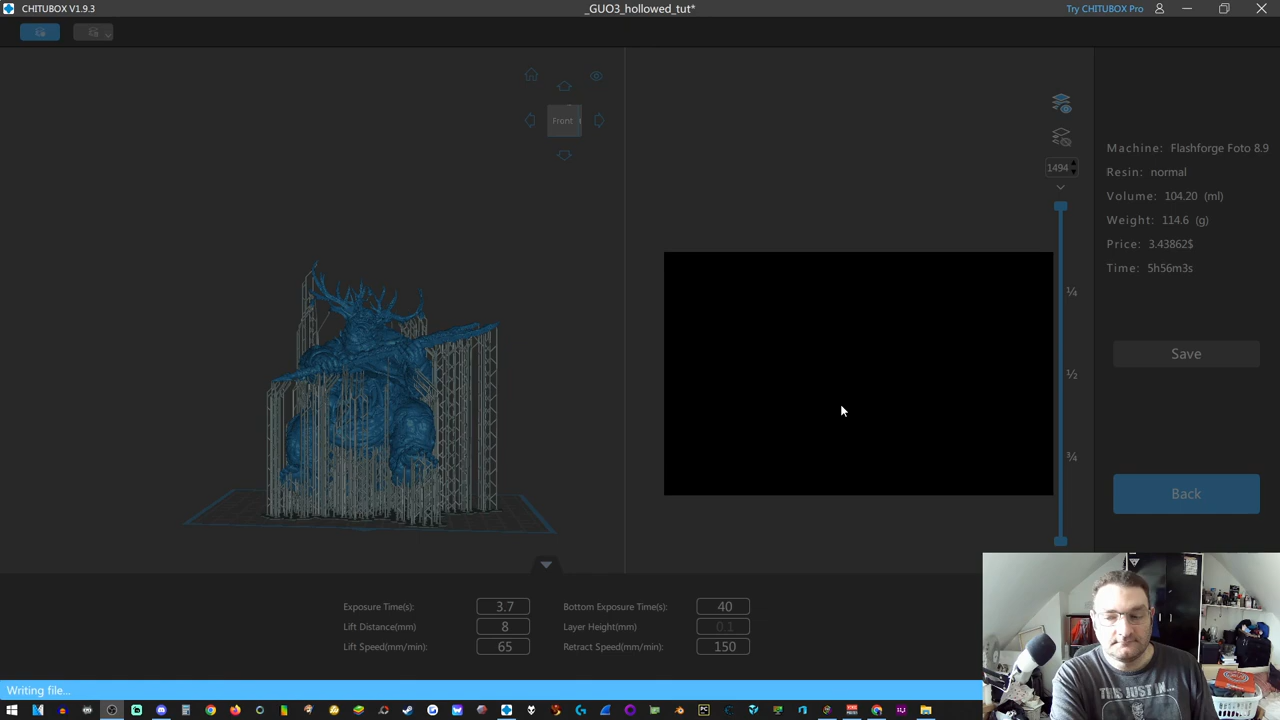 CHITUBOX V1.9.3
_GUO3_hollowed_tut*
Try CHITUBOX Pro
Front
1494
¼
½
¾
Machine: Flashforge Foto 8.9
Resin: normal
Volume: 104.20 (ml)
Weight: 114.6 (g)
Price: 3.43862$
Time: 5h56m3s
Save
Back
Exposure Time(s): 3.7
Bottom Exposure Time(s): 40
Lift Distance(mm) 8
Layer Height(mm) 0.1
Lift Speed(mm/min): 65
Retract Speed(mm/min): 150
THIS JUST IN...
Writing file...